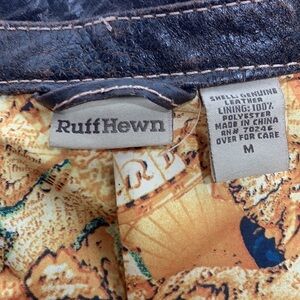 RuffHewn
SHELL: GENUINE
LEATHER
LINING: 100%
POLYESTER
MADE IN CHINA
RN# 70246
OVER FOR CARE
M